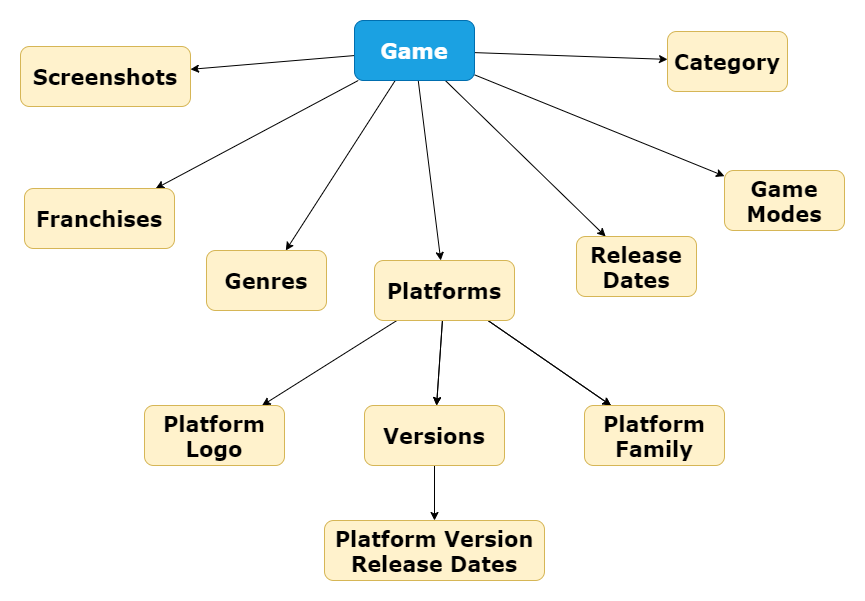 Game
Screenshots
Category
Franchises
Genres
Platforms
Release
Dates
Game
Modes
Platform
Logo
Versions
Platform
Family
Platform Version
Release Dates